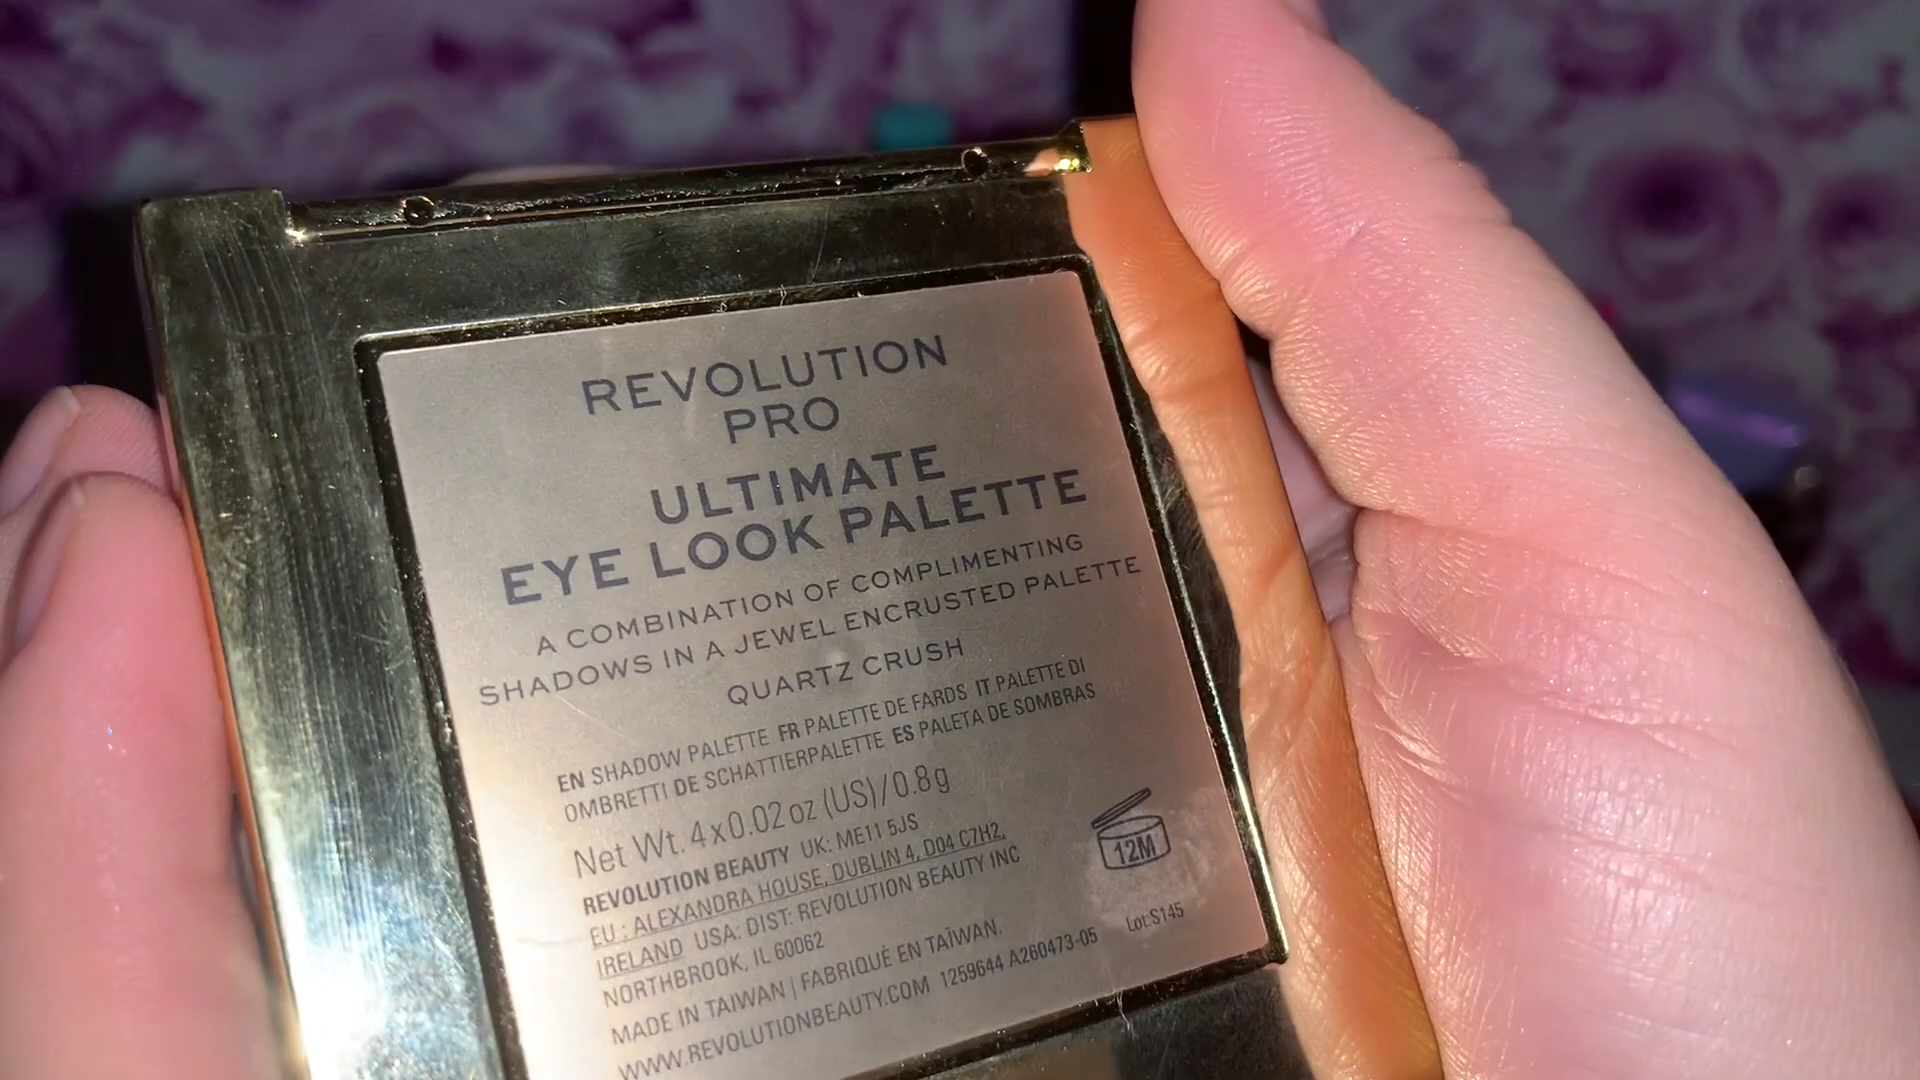 REVOLUTION
PRO
ULTIMATE
EYE LOOK PALETTE
A COMBINATION OF COMPLIMENTING
SHADOWS IN A JEWEL ENCRUSTED PALETTE
QUARTZ CRUSH
EN SHADOW PALETTE FR PALETTE DE FARDS IT PALETTE DI
OMBRETTI DE SCHATTIERPALETTE ES PALETA DE SOMBRAS
Net Wt. 4x0.02 oz (US)/0.8g
REVOLUTION BEAUTY UK: ME11 5JS
EU : ALEXANDRA HOUSE, DUBLIN 4, D04 C7H2,
IRELAND USA: DIST: REVOLUTION BEAUTY INC
NORTHBROOK, IL 60062
12M
MADE IN TAIWAN | FABRIQUÉ EN TAÏWAN.
WWW.REVOLUTIONBEAUTY.COM 1259644 A260473-05
Lot:S145